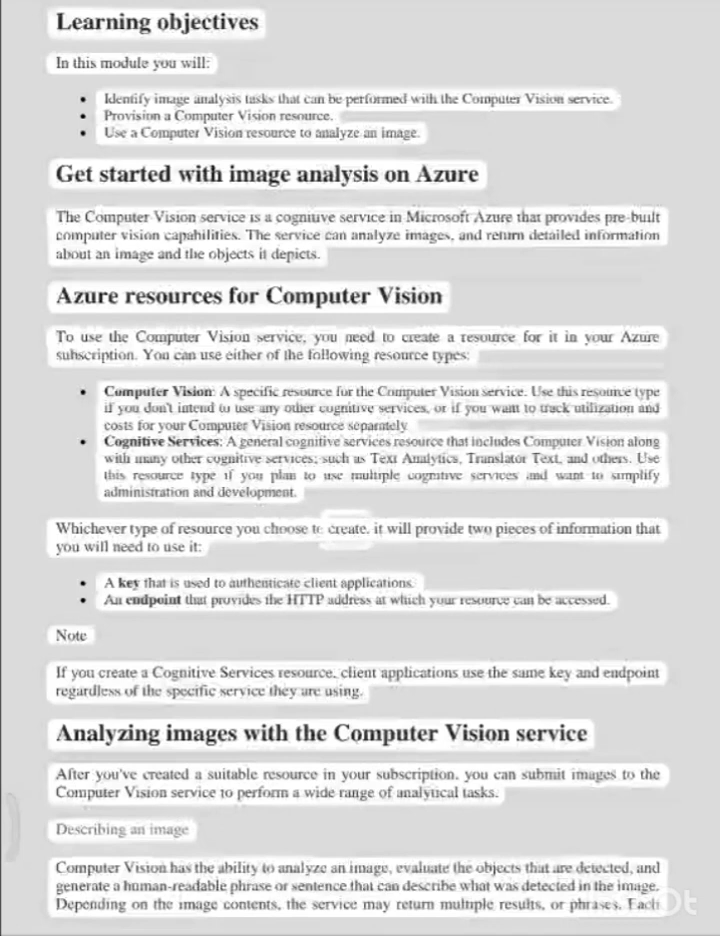 Learning objectives
In this module you will:
Identify image analysis tasks that can be performed with the Computer Vision service.
Provision a Computer Vision resource.
Use a Computer Vision resource to analyze an image.
Get started with image analysis on Azure
The Computer Vision service is a cognitive service in Microsoft Azure that provides pre-built
computer vision capabilities. The service can analyze images, and return detailed information
about an image and the objects it depicts.
Azure resources for Computer Vision
To use the Computer Vision service, you need to create a resource for it in your Azure
subscription. You can use either of the following resource types:
Computer Vision: A specific resource for the Computer Vision service. Use this resource type
if you don't intend to use any other cognitive services, or if you want to track utilization and
costs for your Computer Vision resource separately.
Cognitive Services: A general cognitive services resource that includes Computer Vision along
with many other cognitive services; such as Text Analytics, Translator Text, and others. Use
this resource type if you plan to use multiple cognitive services and want to simplify
administration and development.
Whichever type of resource you choose to create, it will provide two pieces of information that
you will need to use it:
A key that is used to authenticate client applications.
An endpoint that provides the HTTP address at which your resource can be accessed.
Note
If you create a Cognitive Services resource, client applications use the same key and endpoint
regardless of the specific service they are using.
Analyzing images with the Computer Vision service
After you've created a suitable resource in your subscription, you can submit images to the
Computer Vision service to perform a wide range of analytical tasks.
Describing an image
Computer Vision has the ability to analyze an image, evaluate the objects that are detected, and
generate a human-readable phrase or sentence that can describe what was detected in the image.
Depending on the image contents, the service may return multiple results, or phrases. Each